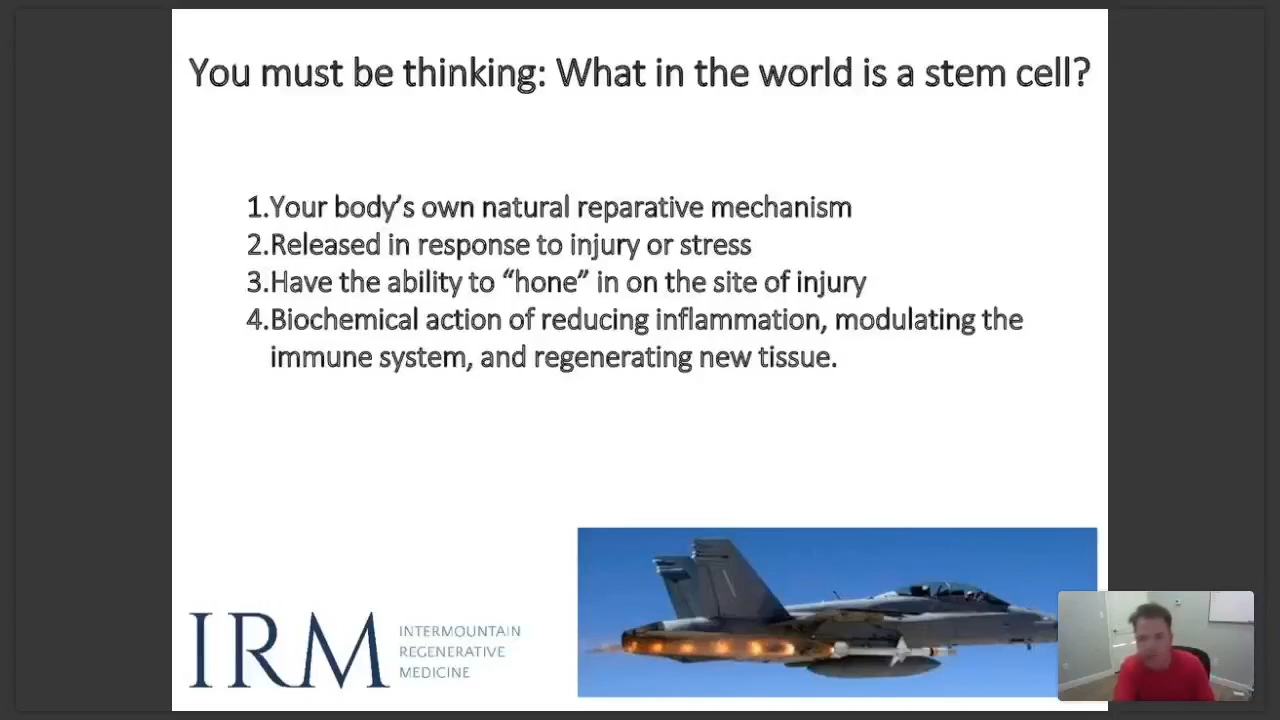 You must be thinking: What in the world is a stem cell?
1.Your body’s own natural reparative mechanism
2.Released in response to injury or stress
3.Have the ability to “hone” in on the site of injury
4.Biochemical action of reducing inflammation, modulating the
immune system, and regenerating new tissue.
IRM
INTERMOUNTAIN
REGENERATIVE
MEDICINE